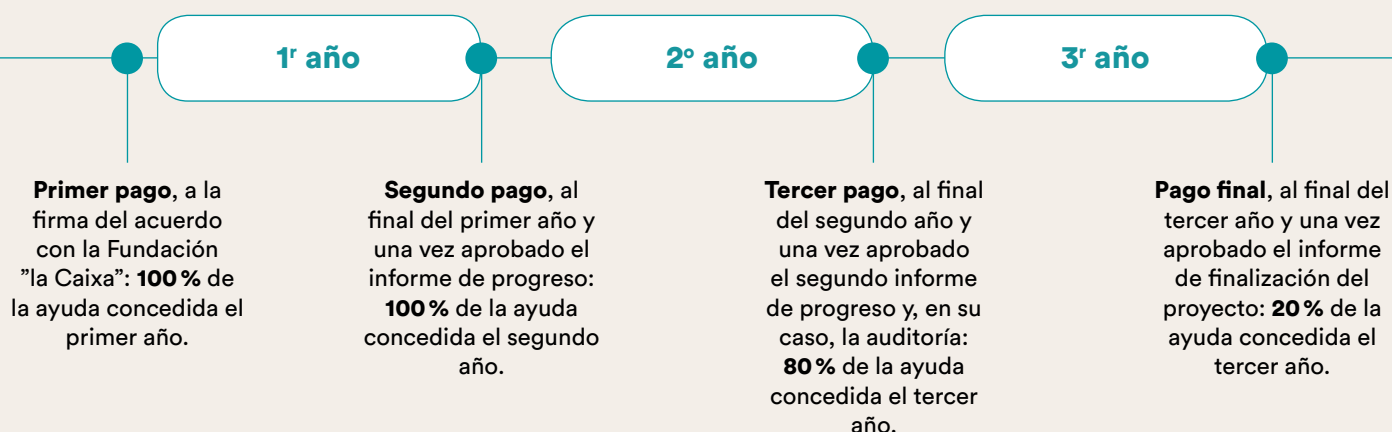 1r año
2º año
3r año
Primer pago, a la
firma del acuerdo
con la Fundación
”la Caixa”: 100 % de
la ayuda concedida el
primer año.
Segundo pago, al
final del primer año y
una vez aprobado el
informe de progreso:
100 % de la ayuda
concedida el segundo
año.
Tercer pago, al final
del segundo año y
una vez aprobado
el segundo informe
de progreso y, en su
caso, la auditoría:
80 % de la ayuda
concedida el tercer
año.
Pago final, al final del
tercer año y una vez
aprobado el informe
de finalización del
proyecto: 20 % de la
ayuda concedida el
tercer año.